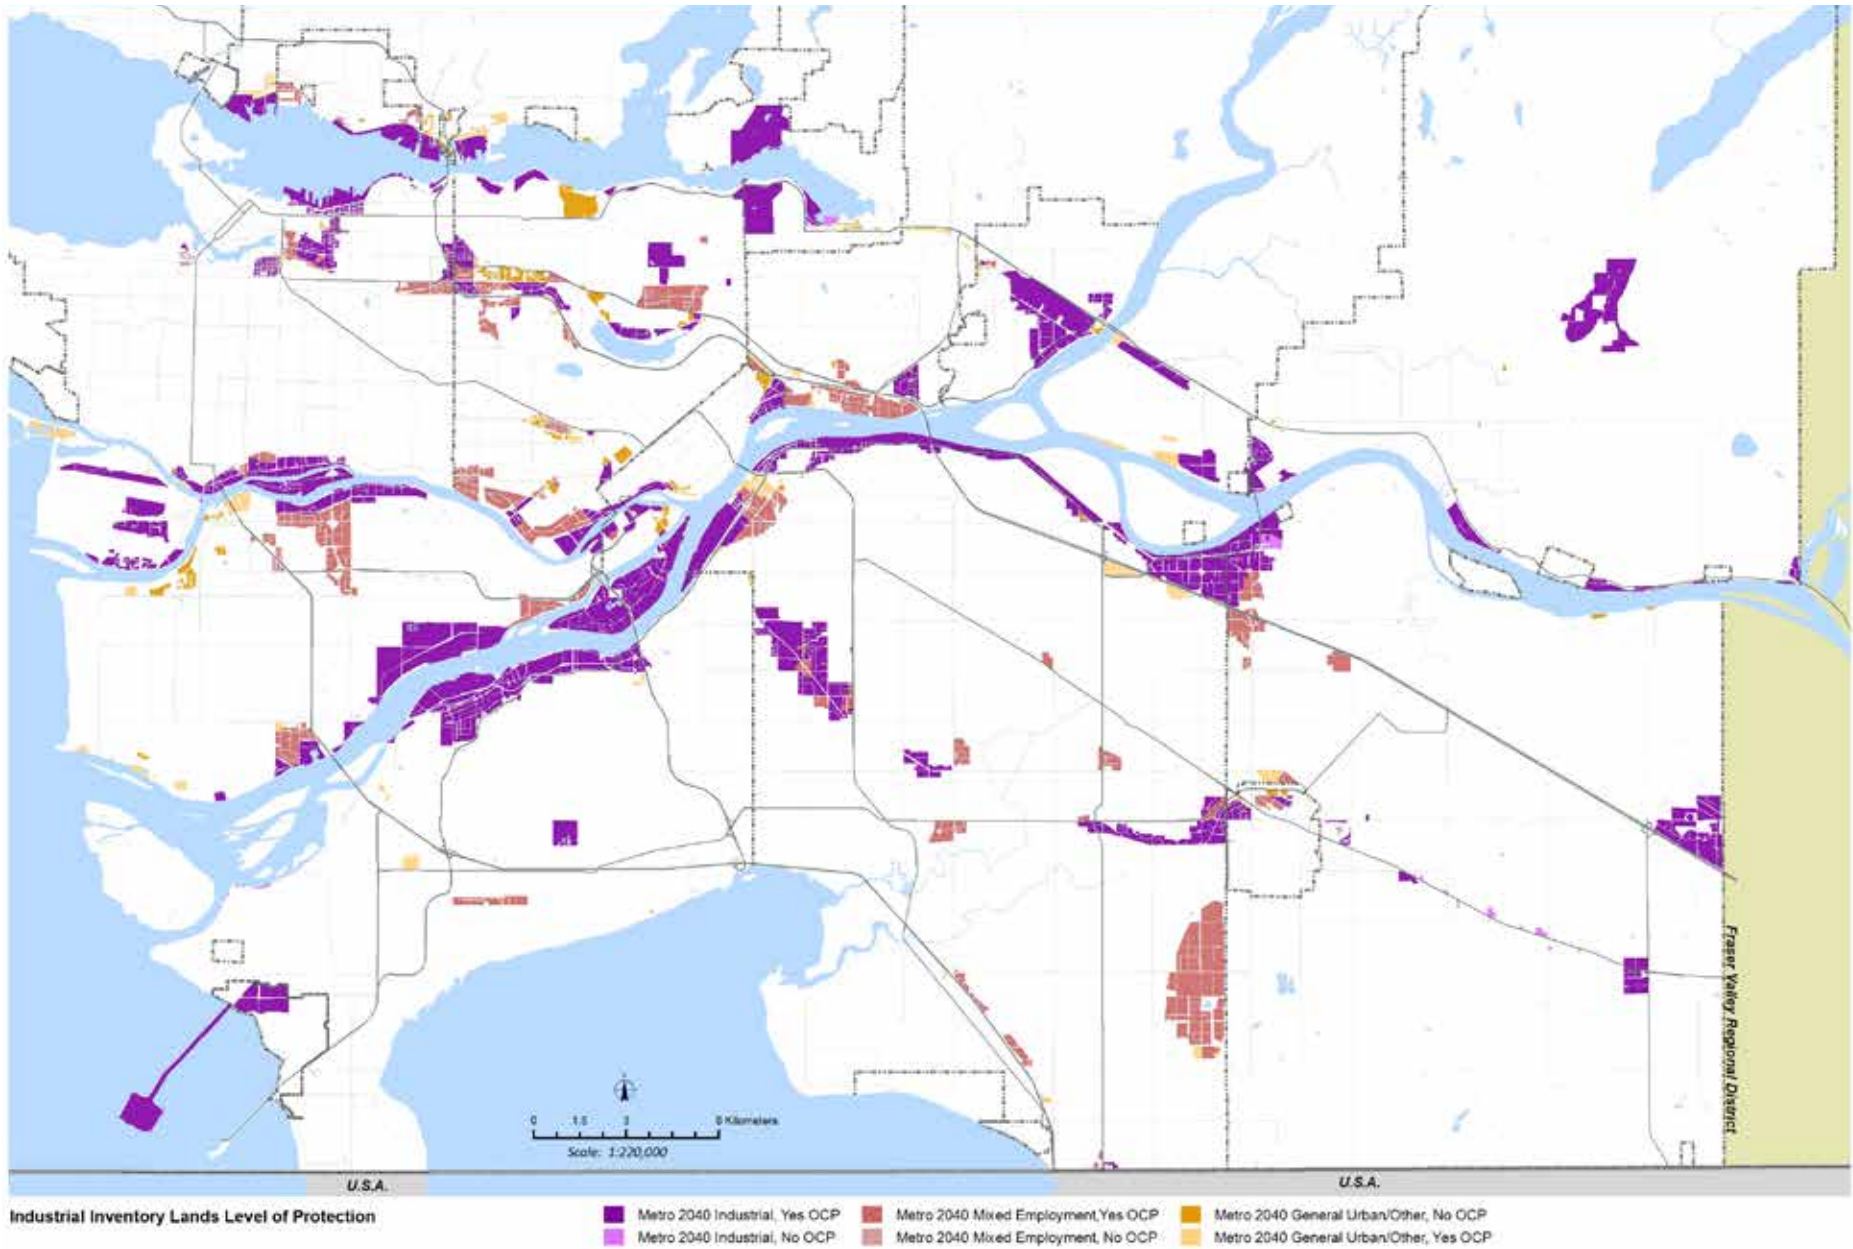 Fraser Valley Regional District
0 1.5 3 6 Kilometers
Scale: 1:220,000
U.S.A.
U.S.A.
Industrial Inventory Lands Level of Protection
Metro 2040 Industrial, Yes OCP
Metro 2040 Mixed Employment,Yes OCP
Metro 2040 General Urban/Other, No OCP
Metro 2040 Industrial, No OCP
Metro 2040 Mixed Employment, No OCP
Metro 2040 General Urban/Other, Yes OCP